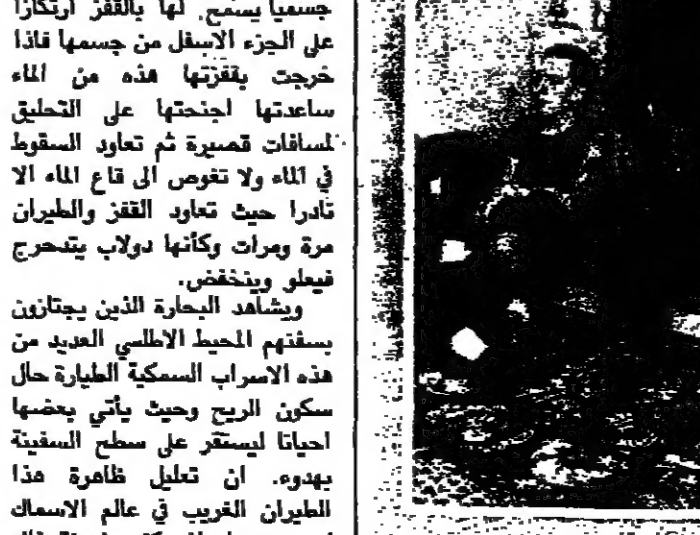 جسميا يسمح. لها بالقفز ارتكازا
على الجزء الاسفل من جسمها فاذا
خرجت بقفزتها هذه من الماء
ساعدتها اجنحتها على التحليق
لمسافات قصيرة ثم تعاود السقوط
في الماء ولا تغوص الى قاع الماء الا
نادرا حيث تعاود القفز والطيران
مرة ومرات وكأنها دولاب يتدحرج
فيعلو وينخفض.
ويشاهد البحارة الذين يجتازون
بسفنهم المحيط الاطلسي العديد من
هذه الاسراب السمكية الطيارة حال
سكون الريح وحيث يأتي بعضها
احيانا ليستقر على سطح السفينة
بهدوء. ان تعليل ظاهرة هذا
الطيران الغريب في عالم الاسماك